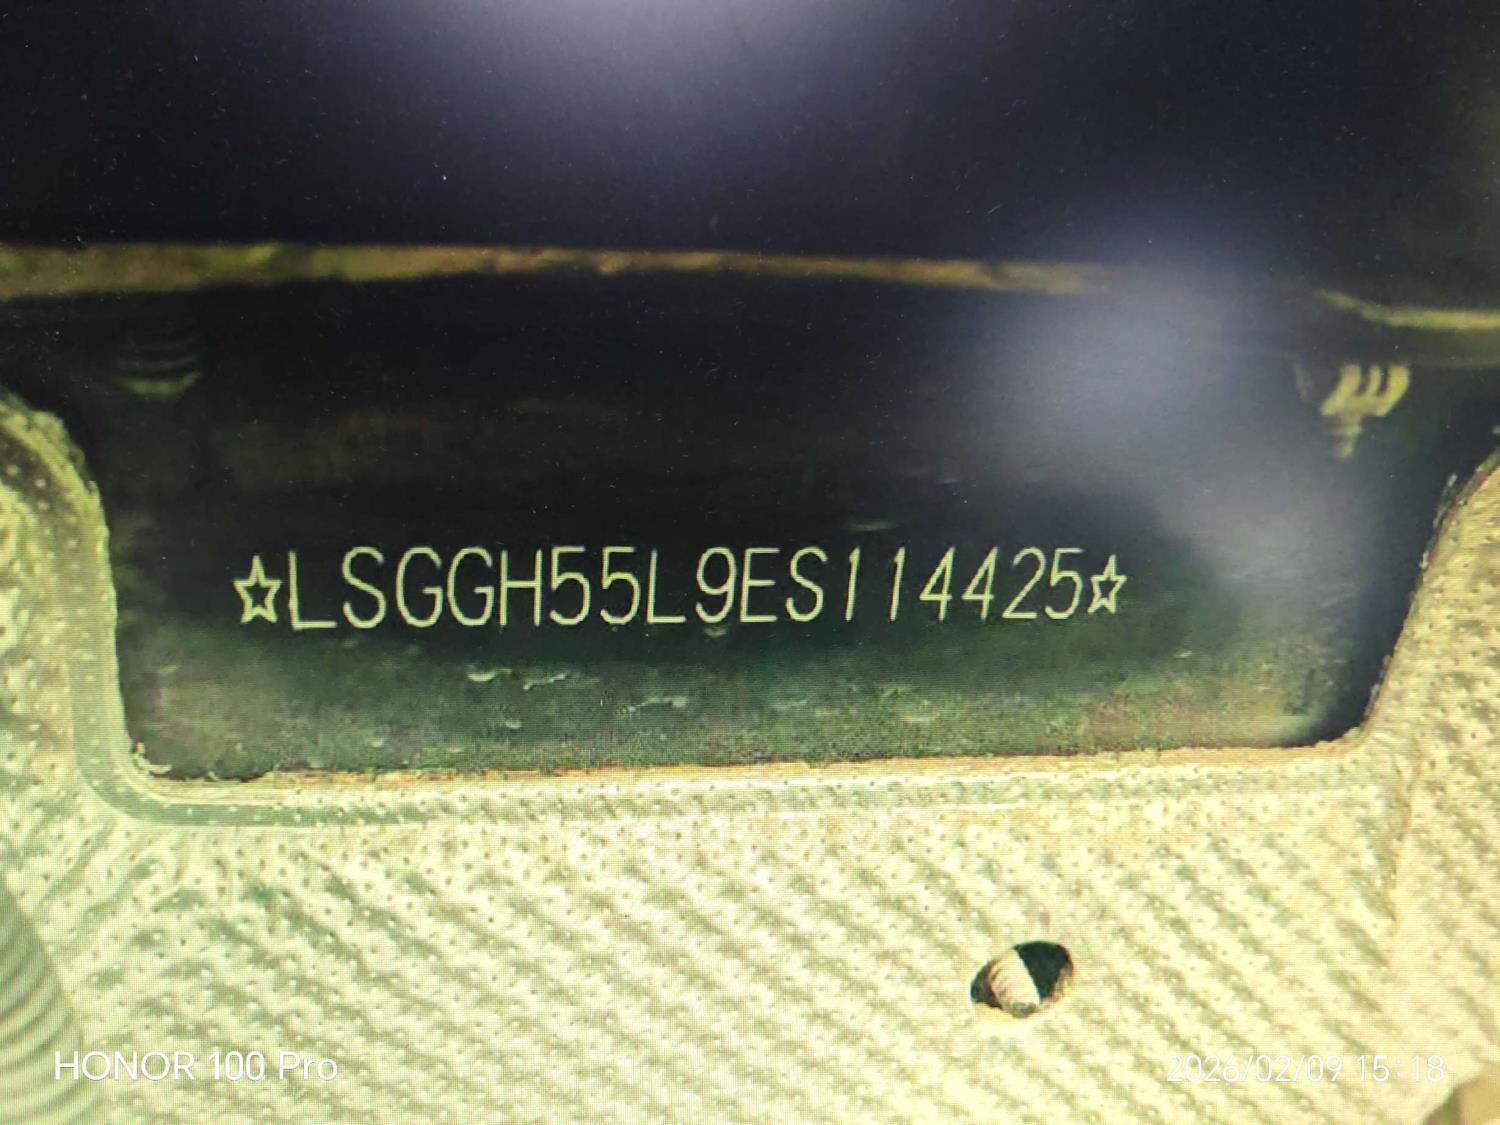 ☆LSGGH55L9ES114425☆
HONOR 100 Pro
2026/02/09 15:18